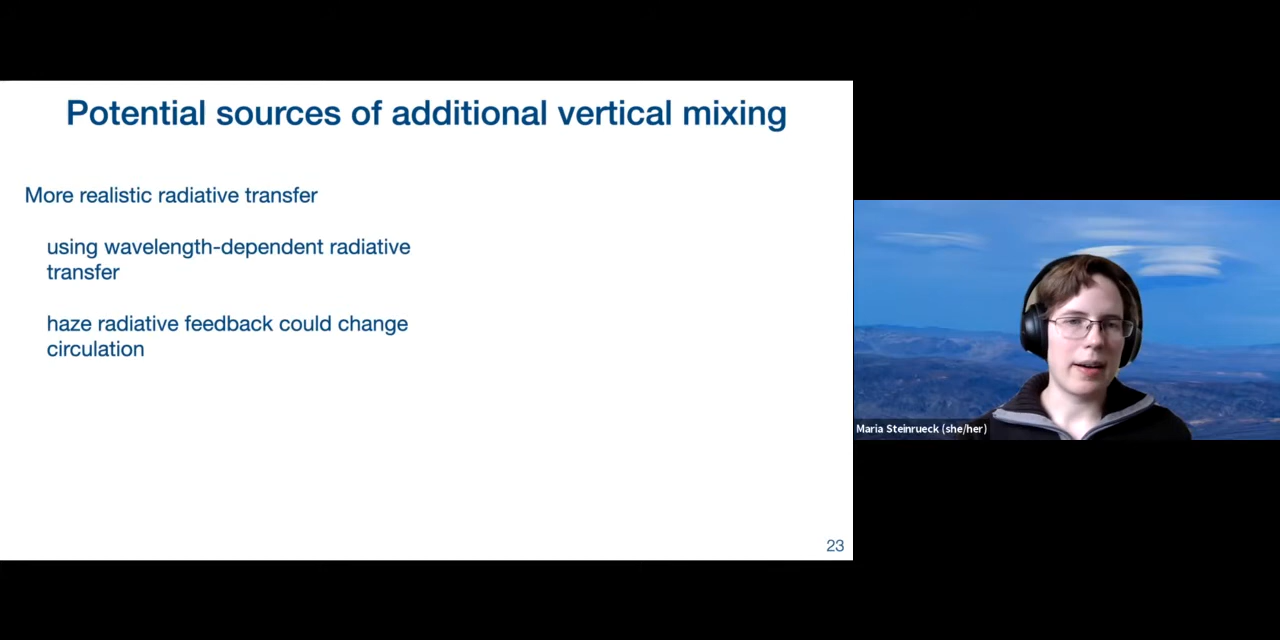 Potential sources of additional vertical mixing
More realistic radiative transfer
using wavelength-dependent radiative
transfer
haze radiative feedback could change
circulation
23
Maria Steinrueck (she/her)